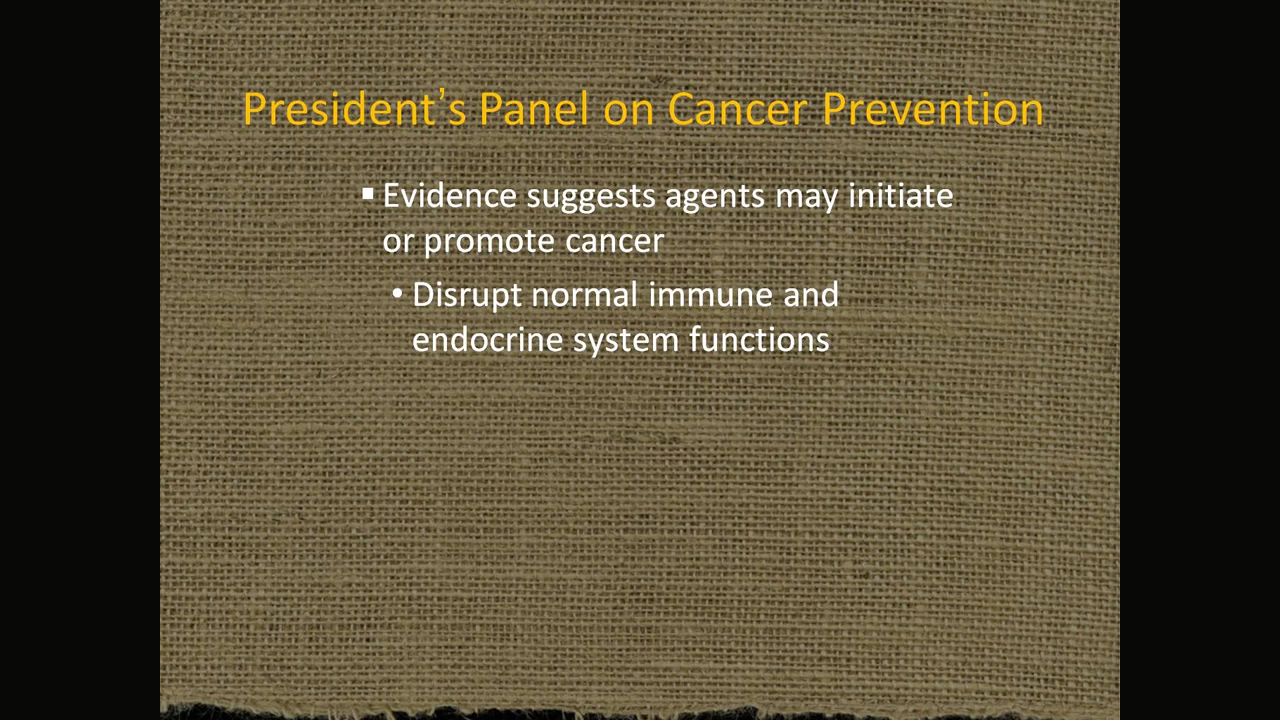 President’s Panel on Cancer Prevention
▪ Evidence suggests agents may initiate
or promote cancer
• Disrupt normal immune and
endocrine system functions